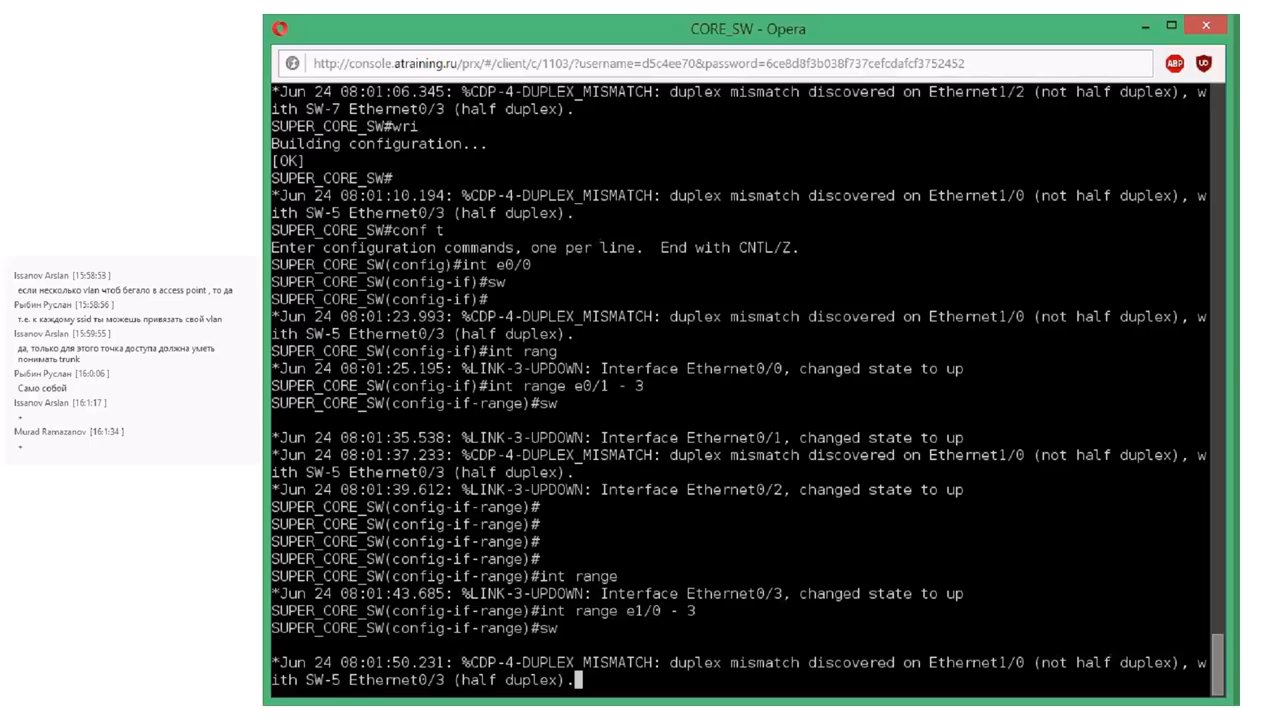 Issanov Arslan [15:58:53 ]
если несколько vlan чтоб бегало в access point , то да
Рыбин Руслан [15:58:56 ]
т.е. к каждому ssid ты можешь привязать свой vlan
Issanov Arslan [15:59:55 ]
да, только для этого точка доступа должна уметь
понимать trunk
Рыбин Руслан [16:0:06 ]
Само собой
Issanov Arslan [16:1:17 ]
+
Murad Ramazanov [16:1:34 ]
+
CORE_SW - Opera
http://console.atraining.ru/prx/#/client/c/1103/?username=d5c4ee70&password=6ce8d8f3b038f737cefcdafcf3752452
ABP
*Jun 24 08:01:06.345: %CDP-4-DUPLEX_MISMATCH: duplex mismatch discovered on Ethernet1/2 (not half duplex), w
ith SW-7 Ethernet0/3 (half duplex).
SUPER_CORE_SW#wri
Building configuration...
[OK]
SUPER_CORE_SW#
*Jun 24 08:01:10.194: %CDP-4-DUPLEX_MISMATCH: duplex mismatch discovered on Ethernet1/0 (not half duplex), w
ith SW-5 Ethernet0/3 (half duplex).
SUPER_CORE_SW#conf t
Enter configuration commands, one per line.  End with CNTL/Z.
SUPER_CORE_SW(config)#int e0/0
SUPER_CORE_SW(config-if)#sw
SUPER_CORE_SW(config-if)#
*Jun 24 08:01:23.993: %CDP-4-DUPLEX_MISMATCH: duplex mismatch discovered on Ethernet1/0 (not half duplex), w
ith SW-5 Ethernet0/3 (half duplex).
SUPER_CORE_SW(config-if)#int rang
*Jun 24 08:01:25.195: %LINK-3-UPDOWN: Interface Ethernet0/0, changed state to up
SUPER_CORE_SW(config-if)#int range e0/1 - 3
SUPER_CORE_SW(config-if-range)#sw
*Jun 24 08:01:35.538: %LINK-3-UPDOWN: Interface Ethernet0/1, changed state to up
*Jun 24 08:01:37.233: %CDP-4-DUPLEX_MISMATCH: duplex mismatch discovered on Ethernet1/0 (not half duplex), w
ith SW-5 Ethernet0/3 (half duplex).
*Jun 24 08:01:39.612: %LINK-3-UPDOWN: Interface Ethernet0/2, changed state to up
SUPER_CORE_SW(config-if-range)#
SUPER_CORE_SW(config-if-range)#
SUPER_CORE_SW(config-if-range)#
SUPER_CORE_SW(config-if-range)#
SUPER_CORE_SW(config-if-range)#int range
*Jun 24 08:01:43.685: %LINK-3-UPDOWN: Interface Ethernet0/3, changed state to up
SUPER_CORE_SW(config-if-range)#int range e1/0 - 3
SUPER_CORE_SW(config-if-range)#sw
*Jun 24 08:01:50.231: %CDP-4-DUPLEX_MISMATCH: duplex mismatch discovered on Ethernet1/0 (not half duplex), w
ith SW-5 Ethernet0/3 (half duplex).